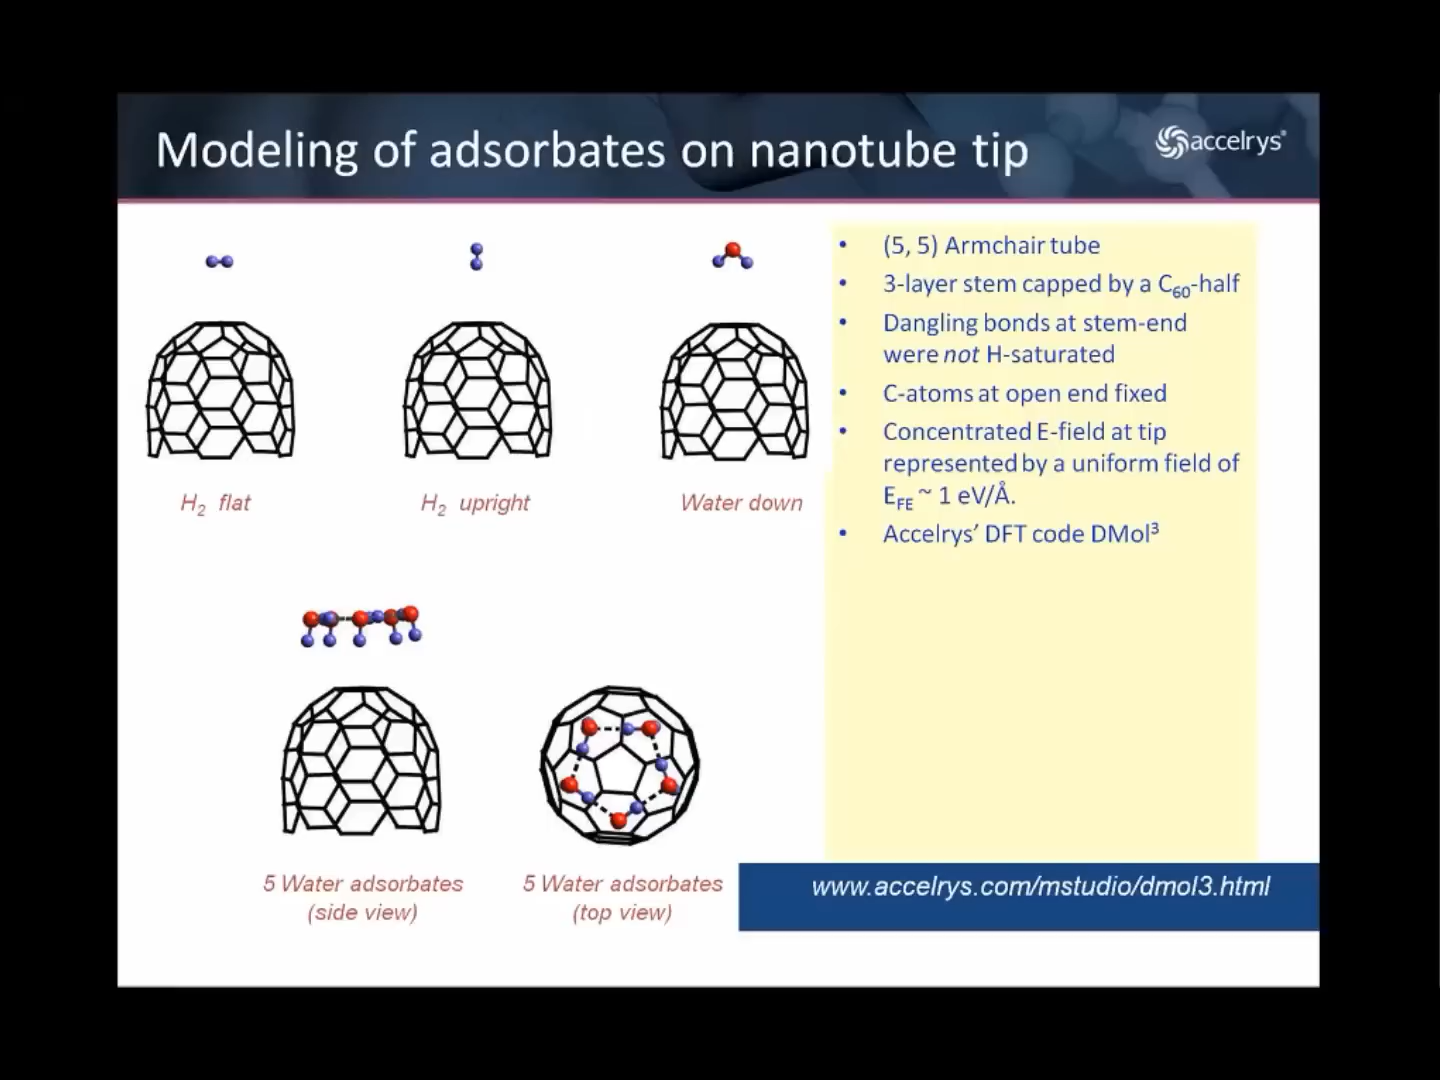 Modeling of adsorbates on nanotube tip
accelrys®
H2 flat
H2 upright
Water down
5 Water adsorbates
(side view)
5 Water adsorbates
(top view)
• (5, 5) Armchair tube
• 3-layer stem capped by a C60-half
• Dangling bonds at stem-end
were not H-saturated
• C-atoms at open end fixed
• Concentrated E-field at tip
represented by a uniform field of
EFE ~ 1 eV/Å.
• Accelrys’ DFT code DMol³
www.accelrys.com/mstudio/dmol3.html